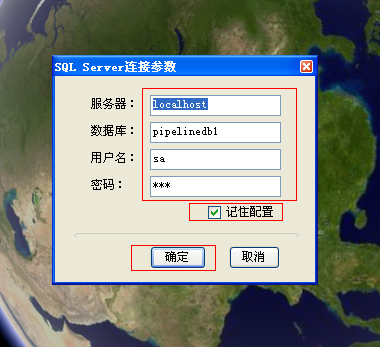 SQL Server连接参数
服务器： localhost
数据库： pipelinedb1
用户名： sa
密码： ***
记住配置
确定 取消